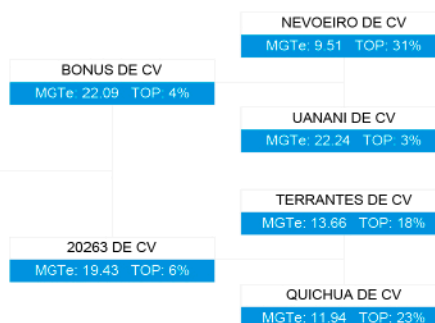 NEVOEIRO DE CV
MGTe: 9.51 TOP: 31%
BONUS DE CV
MGTe: 22.09 TOP: 4%
UANANI DE CV
MGTe: 22.24 TOP: 3%
TERRANTES DE CV
MGTe: 13.66 TOP: 18%
20263 DE CV
MGTe: 19.43 TOP: 6%
QUICHUA DE CV
MGTe: 11.94 TOP: 23%